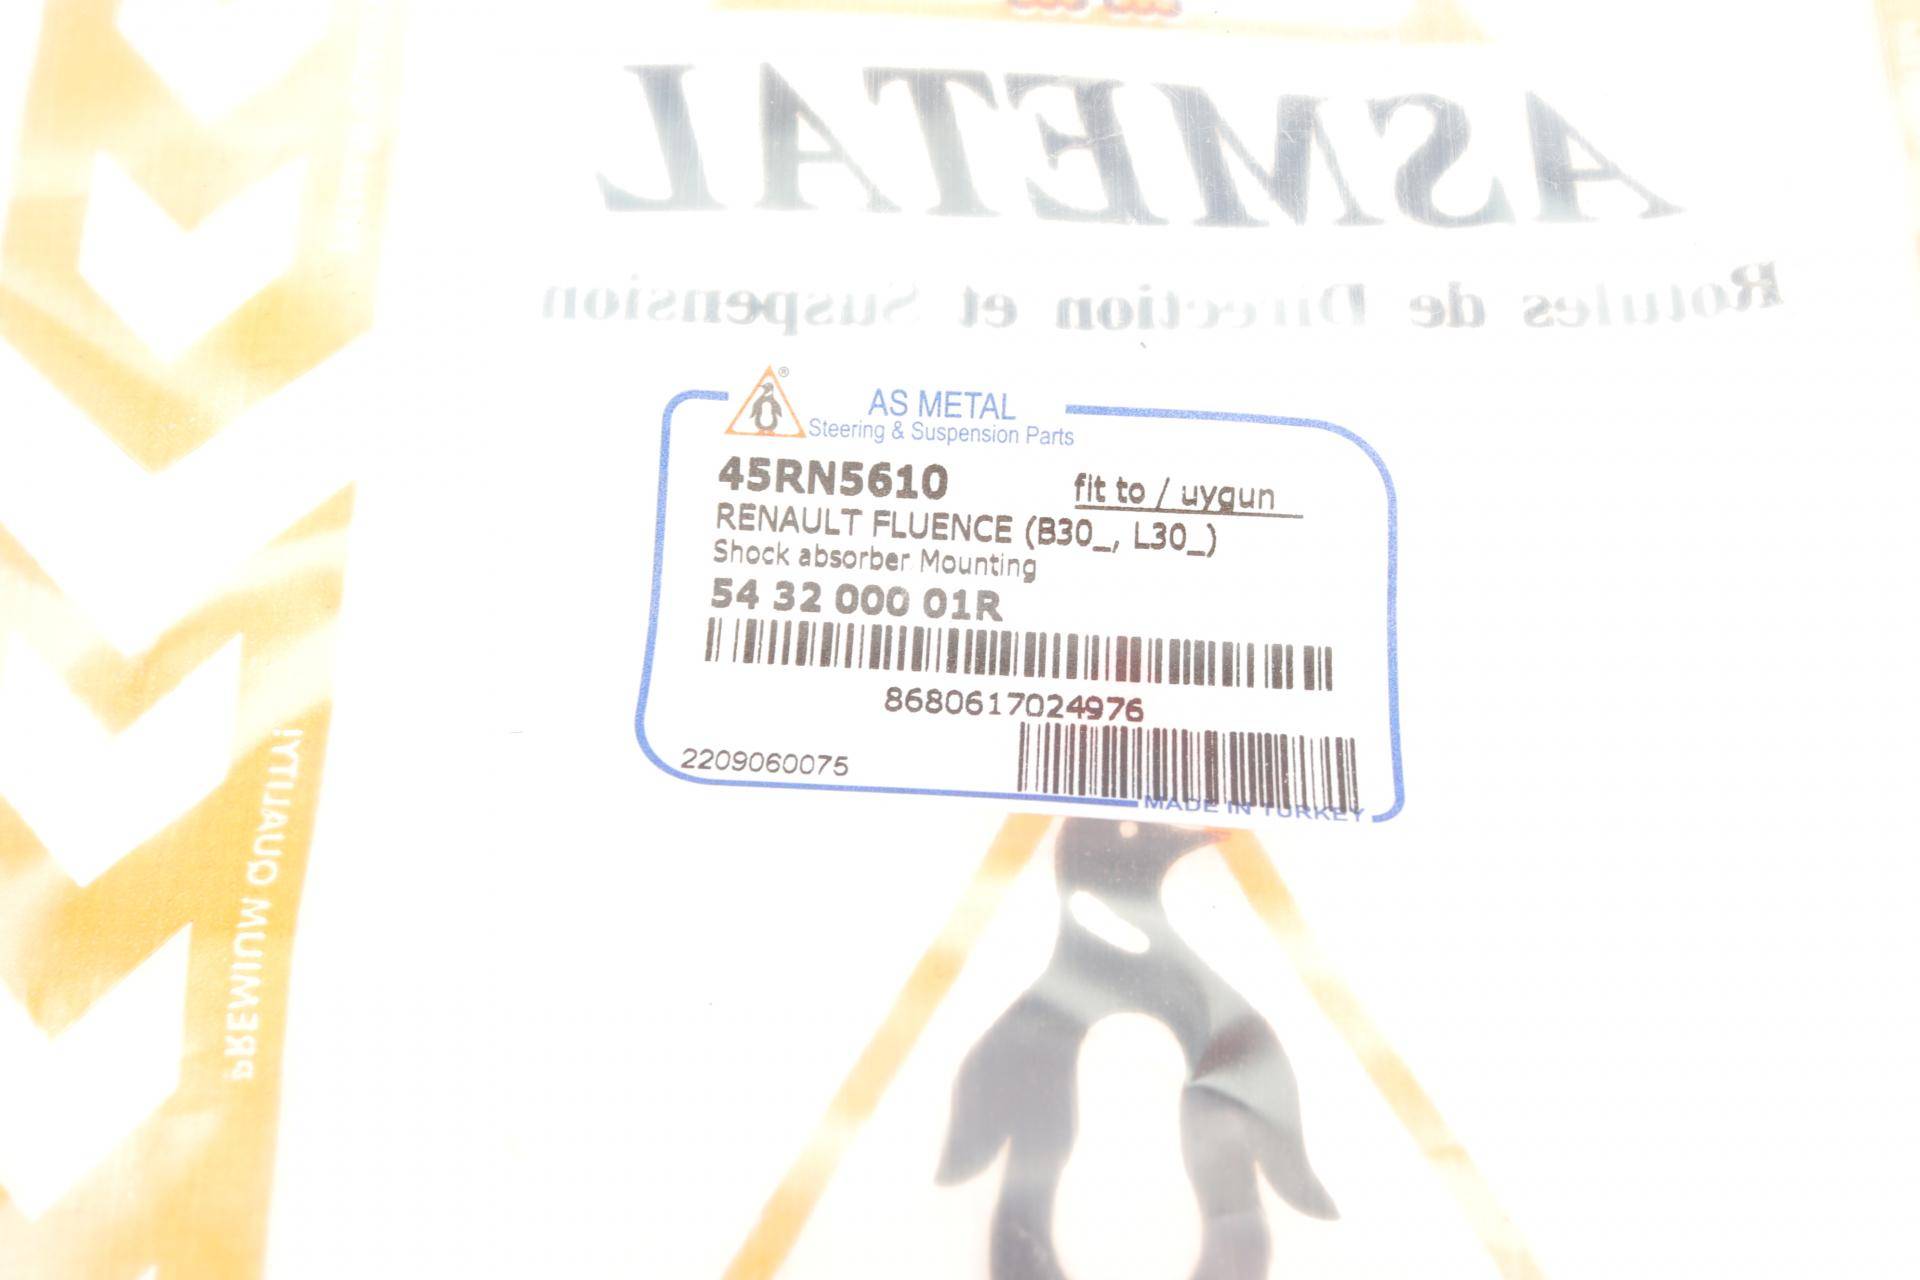 ASMETAL
Rotules de Direction et Suspension
®
AS METAL
Steering & Suspension Parts
45RN5610
fit to / uygun
RENAULT FLUENCE (B30_, L30_)
Shock absorber Mounting
54 32 000 01R
8680617024976
2209060075
MADE IN TURKEY
PREMIUM QUALITY!